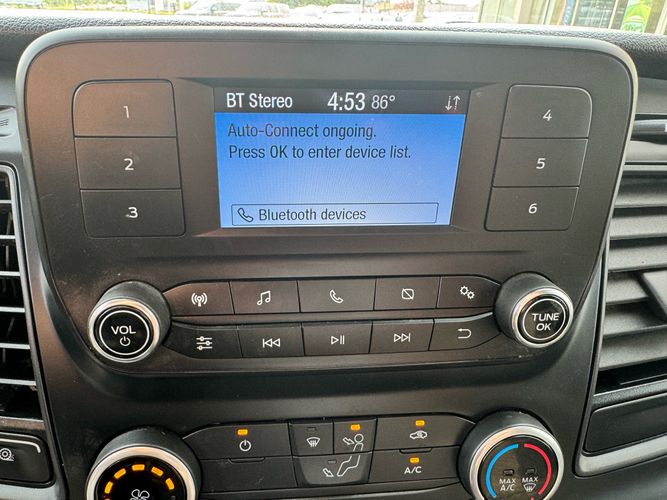 BT Stereo 4:53 86°
Auto-Connect ongoing.
Press OK to enter device list.
Bluetooth devices
1
2
3
4
5
6
VOL
TUNE
OK
A/C
MAX
A/C
MAX